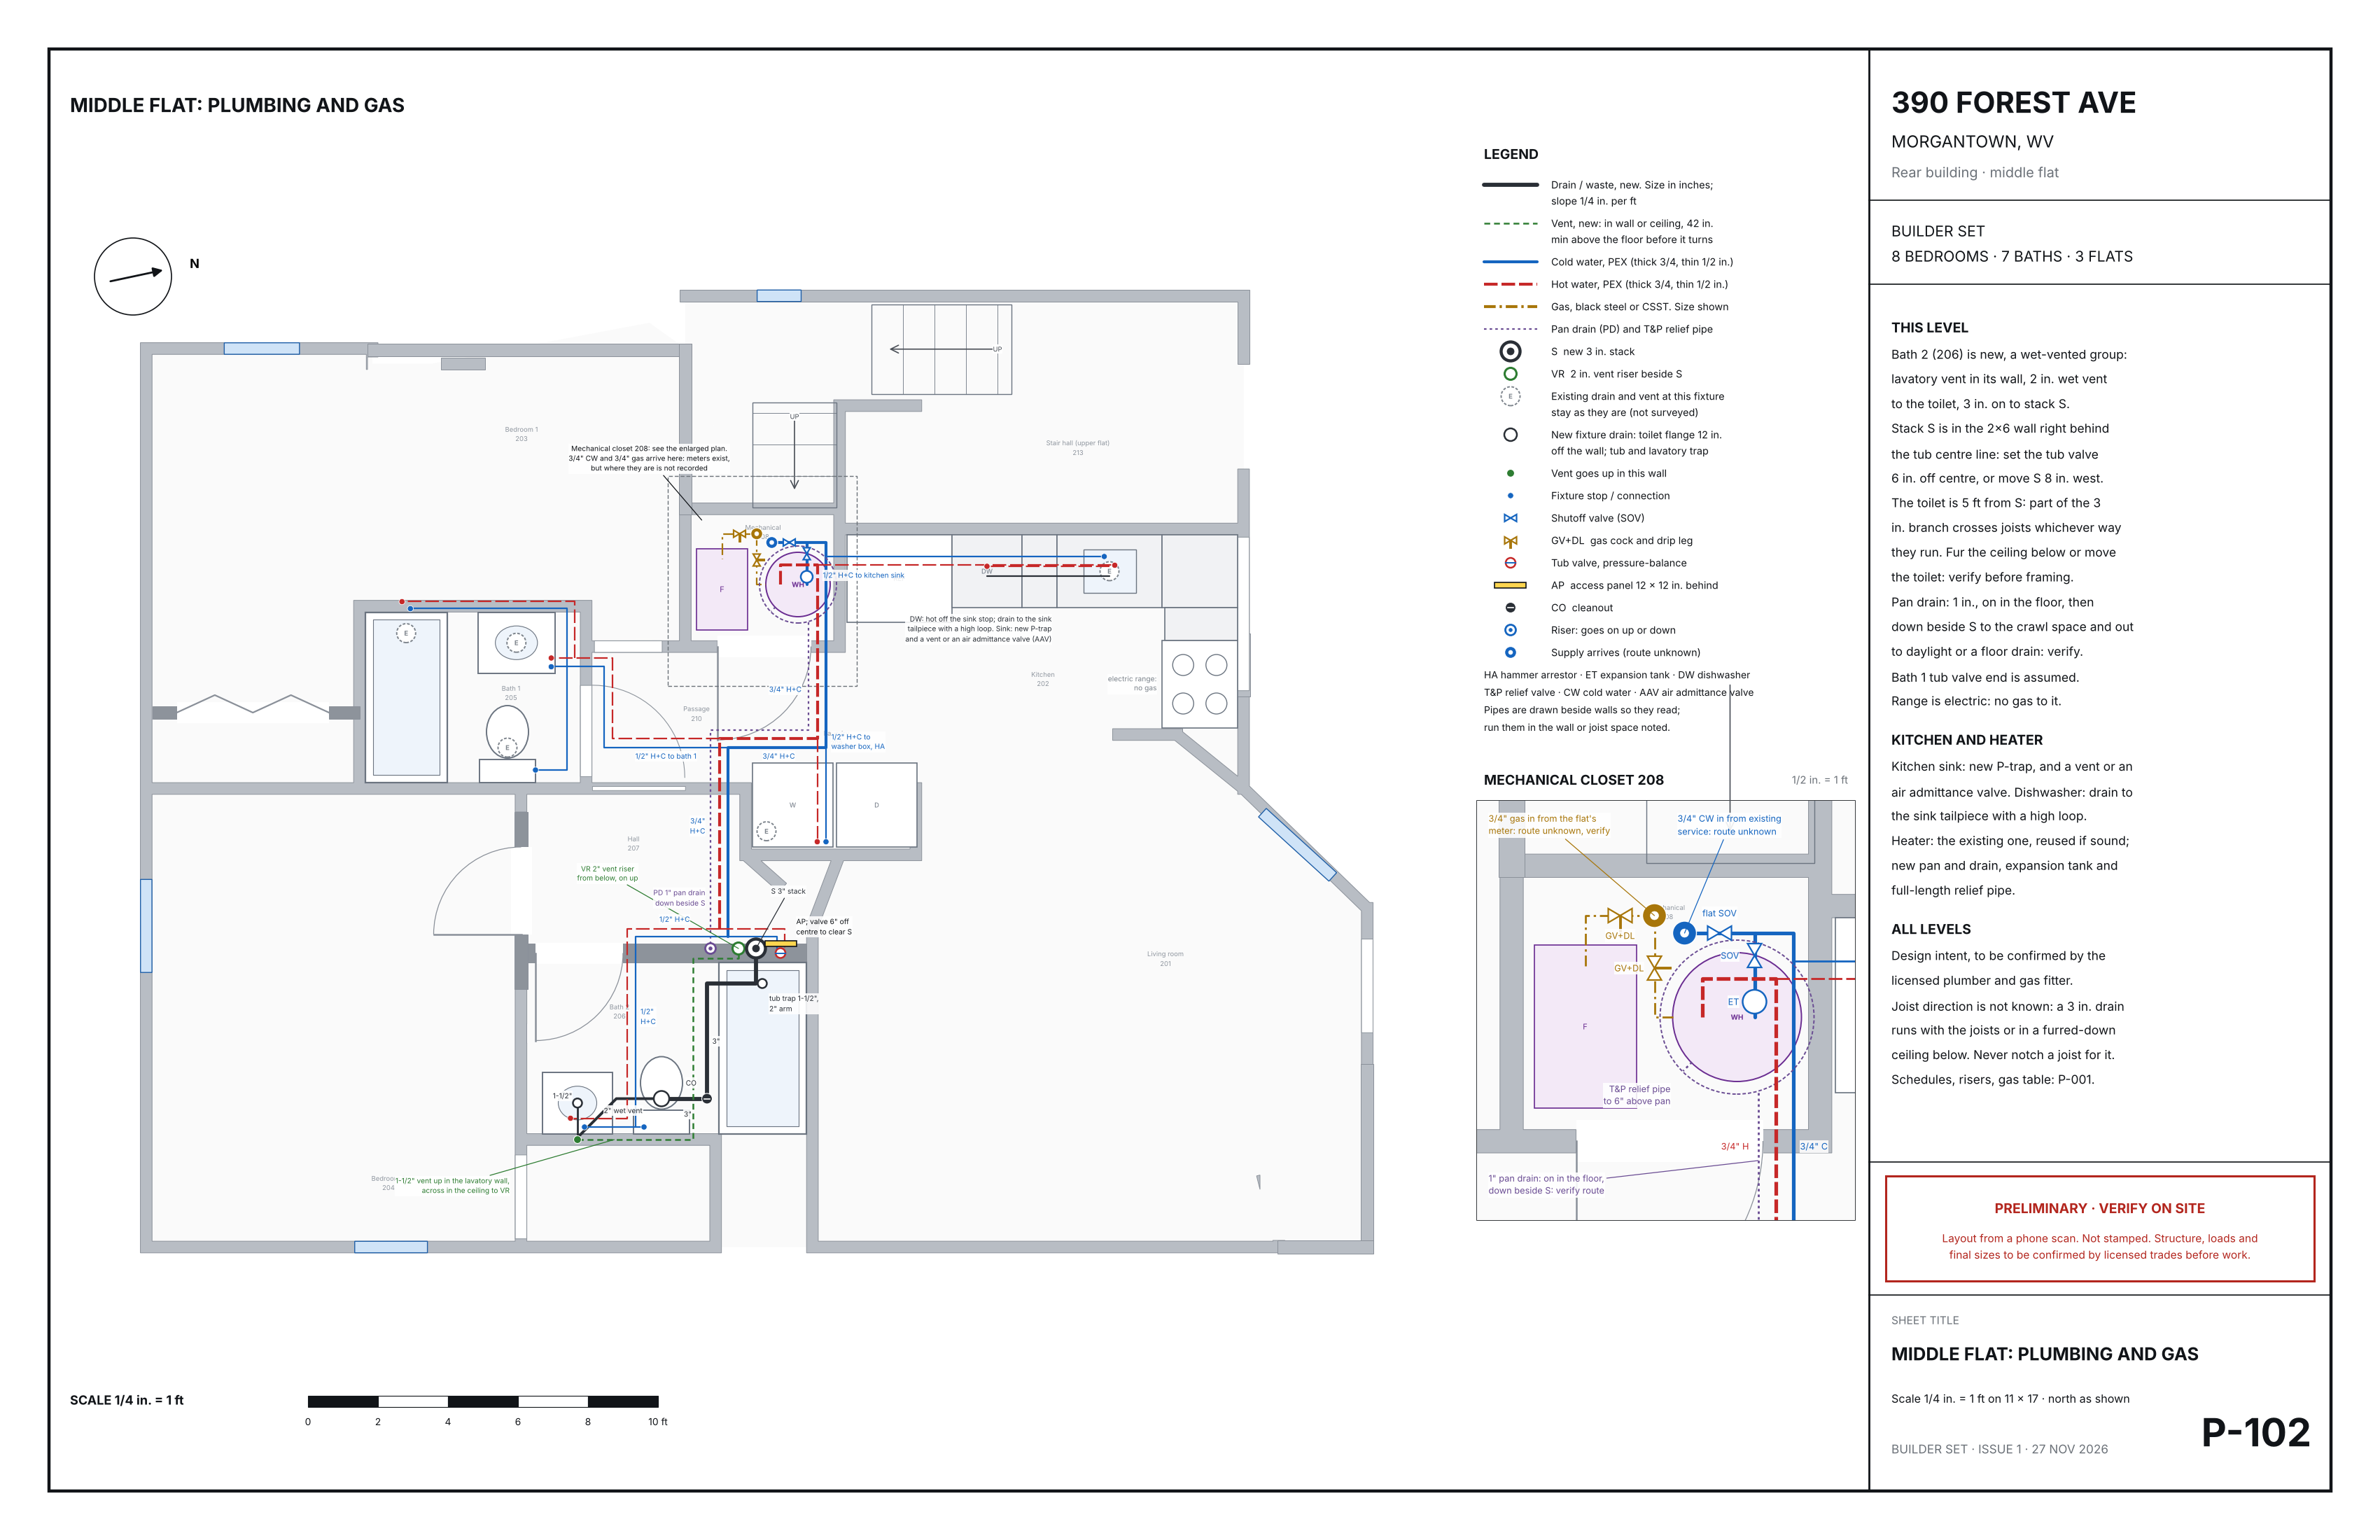 MIDDLE FLAT: PLUMBING AND GAS
N
Bedroom 1
203
Mechanical closet 208: see the enlarged plan.
3/4" CW and 3/4" gas arrive here: meters exist,
but where they are is not recorded
UP
UP
Stair hall (upper flat)
213
Mechanical
F
WH
1/2" H+C to kitchen sink
DW
E
DW: hot off the sink stop; drain to the sink
tailpiece with a high loop. Sink: new P-trap
and a vent or an air admittance valve (AAV)
Kitchen
202
electric range:
no gas
E
E
Bath 1
205
E
3/4" H+C
Passage
210
1/2" H+C to bath 1
3/4" H+C
1/2" H+C to
washer box, HA
W
D
E
3/4"
H+C
Hall
207
VR 2" vent riser
from below, on up
PD 1" pan drain
down beside S
1/2" H+C
S 3" stack
AP; valve 6" off
centre to clear S
Living room
201
tub trap 1-1/2",
2" arm
Bath
206
1/2"
H+C
3"
CO
1-1/2"
2" wet vent
3"
Bedroom
204
1-1/2" vent up in the lavatory wall,
across in the ceiling to VR
SCALE 1/4 in. = 1 ft
0 2 4 6 8 10 ft
LEGEND
Drain / waste, new. Size in inches;
slope 1/4 in. per ft
Vent, new: in wall or ceiling, 42 in.
min above the floor before it turns
Cold water, PEX (thick 3/4, thin 1/2 in.)
Hot water, PEX (thick 3/4, thin 1/2 in.)
Gas, black steel or CSST. Size shown
Pan drain (PD) and T&P relief pipe
S new 3 in. stack
VR 2 in. vent riser beside S
E
Existing drain and vent at this fixture
stay as they are (not surveyed)
New fixture drain: toilet flange 12 in.
off the wall; tub and lavatory trap
Vent goes up in this wall
Fixture stop / connection
Shutoff valve (SOV)
GV+DL gas cock and drip leg
Tub valve, pressure-balance
AP access panel 12 × 12 in. behind
CO cleanout
Riser: goes on up or down
Supply arrives (route unknown)
HA hammer arrestor · ET expansion tank · DW dishwasher
T&P relief valve · CW cold water · AAV air admittance valve
Pipes are drawn beside walls so they read;
run them in the wall or joist space noted.
MECHANICAL CLOSET 208
1/2 in. = 1 ft
3/4" gas in from the flat's
meter: route unknown, verify
3/4" CW in from existing
service: route unknown
flat SOV
GV+DL
SOV
GV+DL
ET
WH
F
T&P relief pipe
to 6" above pan
3/4" H
3/4" C
1" pan drain: on in the floor,
down beside S: verify route
390 FOREST AVE
MORGANTOWN, WV
Rear building · middle flat
BUILDER SET
8 BEDROOMS · 7 BATHS · 3 FLATS
THIS LEVEL
Bath 2 (206) is new, a wet-vented group:
lavatory vent in its wall, 2 in. wet vent
to the toilet, 3 in. on to stack S.
Stack S is in the 2×6 wall right behind
the tub centre line: set the tub valve
6 in. off centre, or move S 8 in. west.
The toilet is 5 ft from S: part of the 3
in. branch crosses joists whichever way
they run. Fur the ceiling below or move
the toilet: verify before framing.
Pan drain: 1 in., on in the floor, then
down beside S to the crawl space and out
to daylight or a floor drain: verify.
Bath 1 tub valve end is assumed.
Range is electric: no gas to it.
KITCHEN AND HEATER
Kitchen sink: new P-trap, and a vent or an
air admittance valve. Dishwasher: drain to
the sink tailpiece with a high loop.
Heater: the existing one, reused if sound;
new pan and drain, expansion tank and
full-length relief pipe.
ALL LEVELS
Design intent, to be confirmed by the
licensed plumber and gas fitter.
Joist direction is not known: a 3 in. drain
runs with the joists or in a furred-down
ceiling below. Never notch a joist for it.
Schedules, risers, gas table: P-001.
PRELIMINARY · VERIFY ON SITE
Layout from a phone scan. Not stamped. Structure, loads and
final sizes to be confirmed by licensed trades before work.
SHEET TITLE
MIDDLE FLAT: PLUMBING AND GAS
Scale 1/4 in. = 1 ft on 11 × 17 · north as shown
BUILDER SET · ISSUE 1 · 27 NOV 2026
P-102